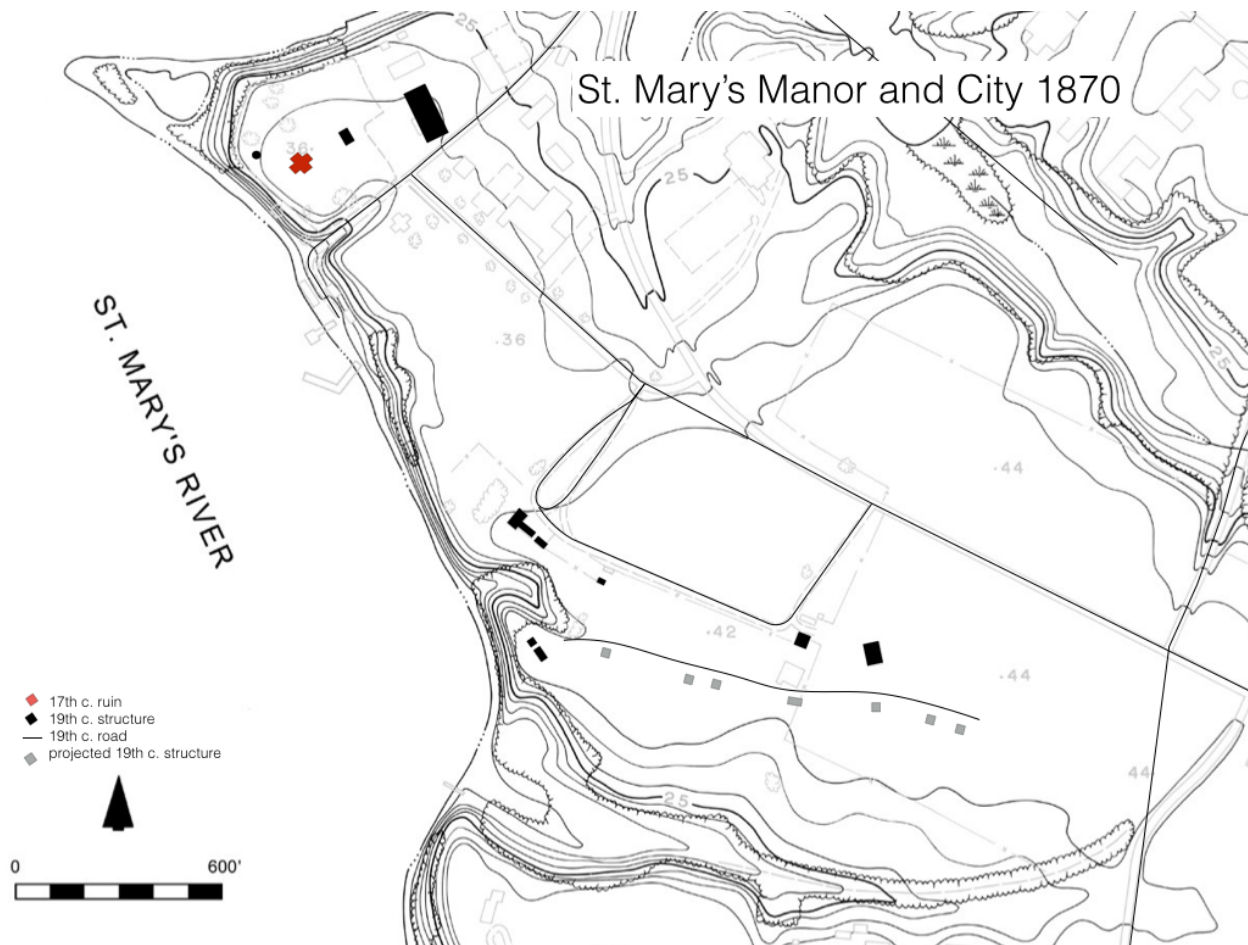 25
St. Mary's Manor and City 1870
36.
25
.36
25
ST. MARY'S RIVER
.44
.42
.44
17th c. ruin
19th c. structure
19th c. road
projected 19th c. structure
44.
25
0 600'